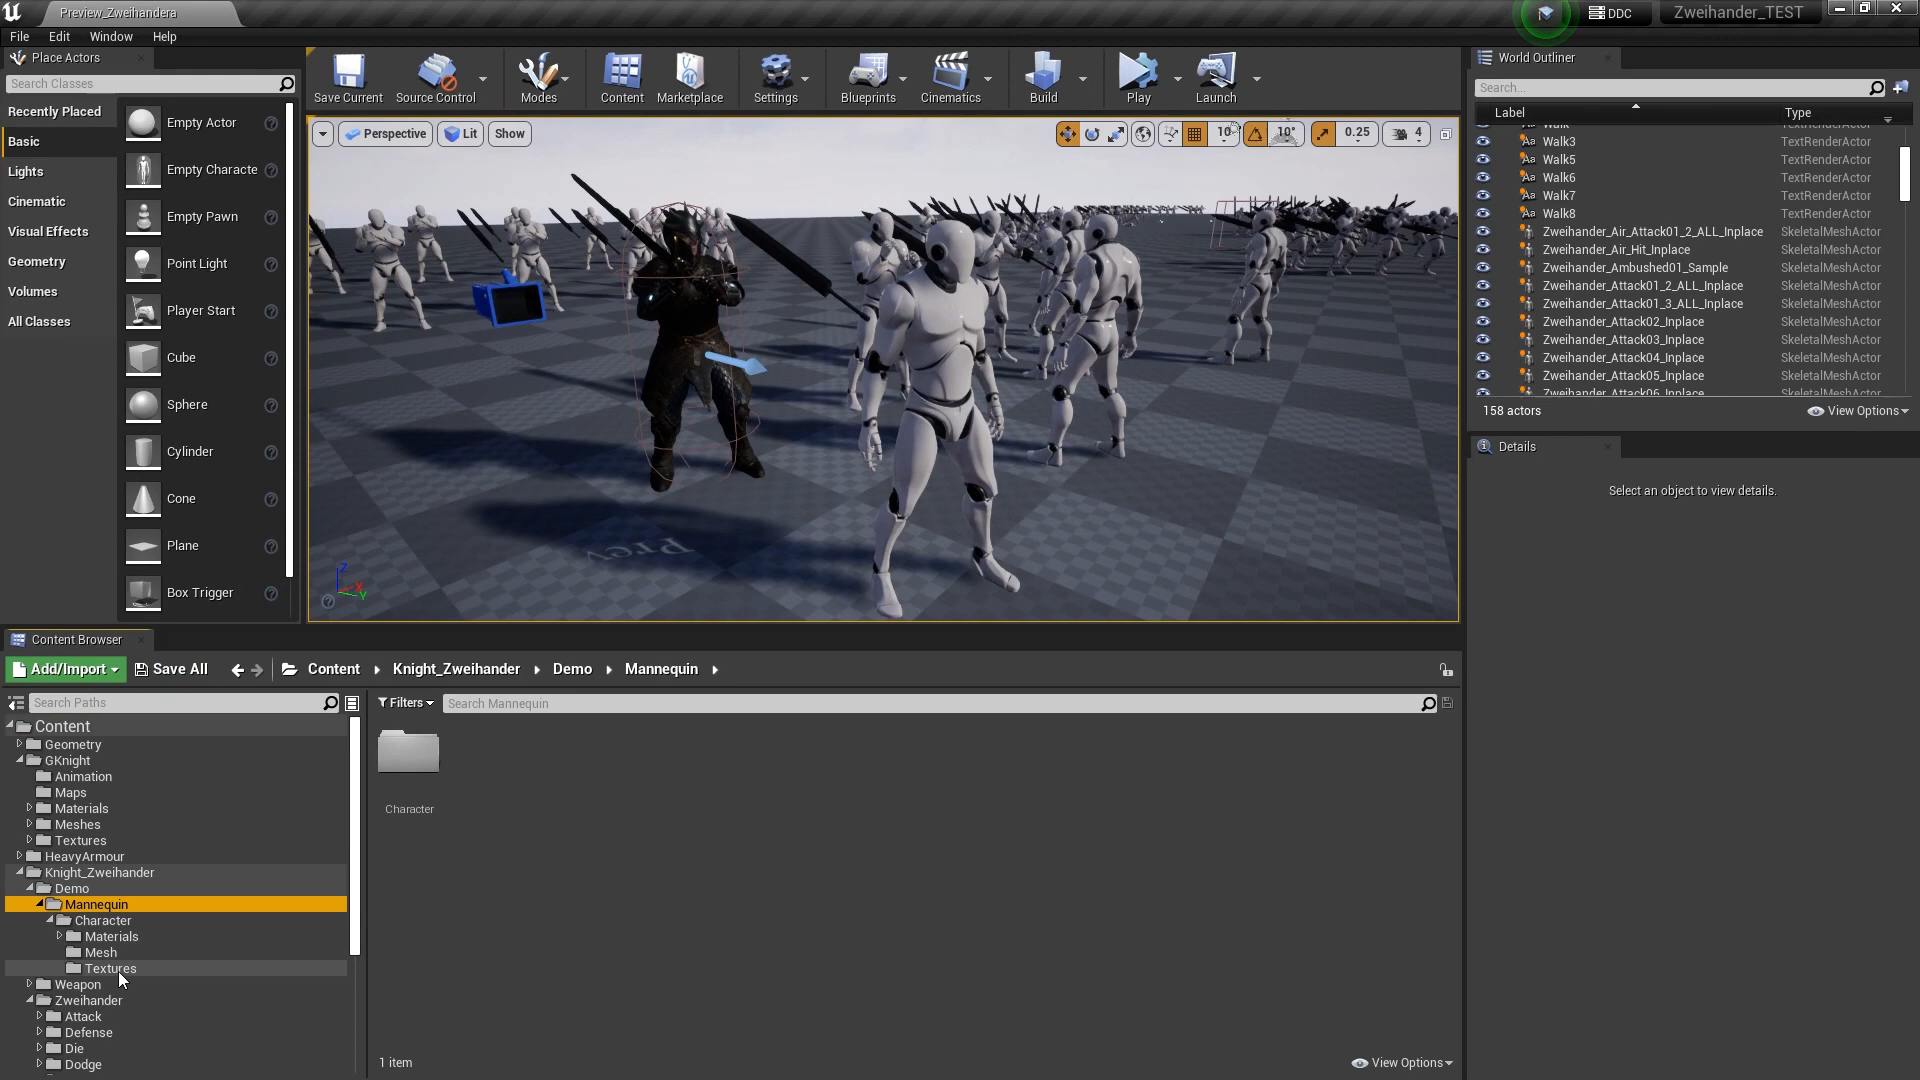 Preview_Zweihandera
DDC
Zweihander_TEST
File Edit Window Help
Place Actors
Search Classes
Recently Placed
Basic
Lights
Cinematic
Visual Effects
Geometry
Volumes
All Classes
Empty Actor
Empty Characte
Empty Pawn
Point Light
Player Start
Cube
Sphere
Cylinder
Cone
Plane
Box Trigger
Save Current
Source Control
Modes
Content
Marketplace
Settings
Blueprints
Cinematics
Build
Play
Launch
Perspective
Lit
Show
10
10°
0.25
4
Prev
Z
X
Y
World Outliner
Search...
Label Type
Walk3 TextRenderActor
Walk5 TextRenderActor
Walk6 TextRenderActor
Walk7 TextRenderActor
Walk8 TextRenderActor
Zweihander_Air_Attack01_2_ALL_Inplace SkeletalMeshActor
Zweihander_Air_Hit_Inplace SkeletalMeshActor
Zweihander_Ambushed01_Sample SkeletalMeshActor
Zweihander_Attack01_2_ALL_Inplace SkeletalMeshActor
Zweihander_Attack01_3_ALL_Inplace SkeletalMeshActor
Zweihander_Attack02_Inplace SkeletalMeshActor
Zweihander_Attack03_Inplace SkeletalMeshActor
Zweihander_Attack04_Inplace SkeletalMeshActor
Zweihander_Attack05_Inplace SkeletalMeshActor
Zweihander_Attack06_Inplace SkeletalMeshActor
158 actors
View Options
Details
Select an object to view details.
Content Browser
Add/Import
Save All
Content
Knight_Zweihander
Demo
Mannequin
Search Paths
Filters
Search Mannequin
Content
Geometry
GKnight
Animation
Maps
Materials
Meshes
Textures
HeavyArmour
Knight_Zweihander
Demo
Mannequin
Character
Materials
Mesh
Textures
Weapon
Zweihander
Attack
Defense
Die
Dodge
Character
1 item
View Options